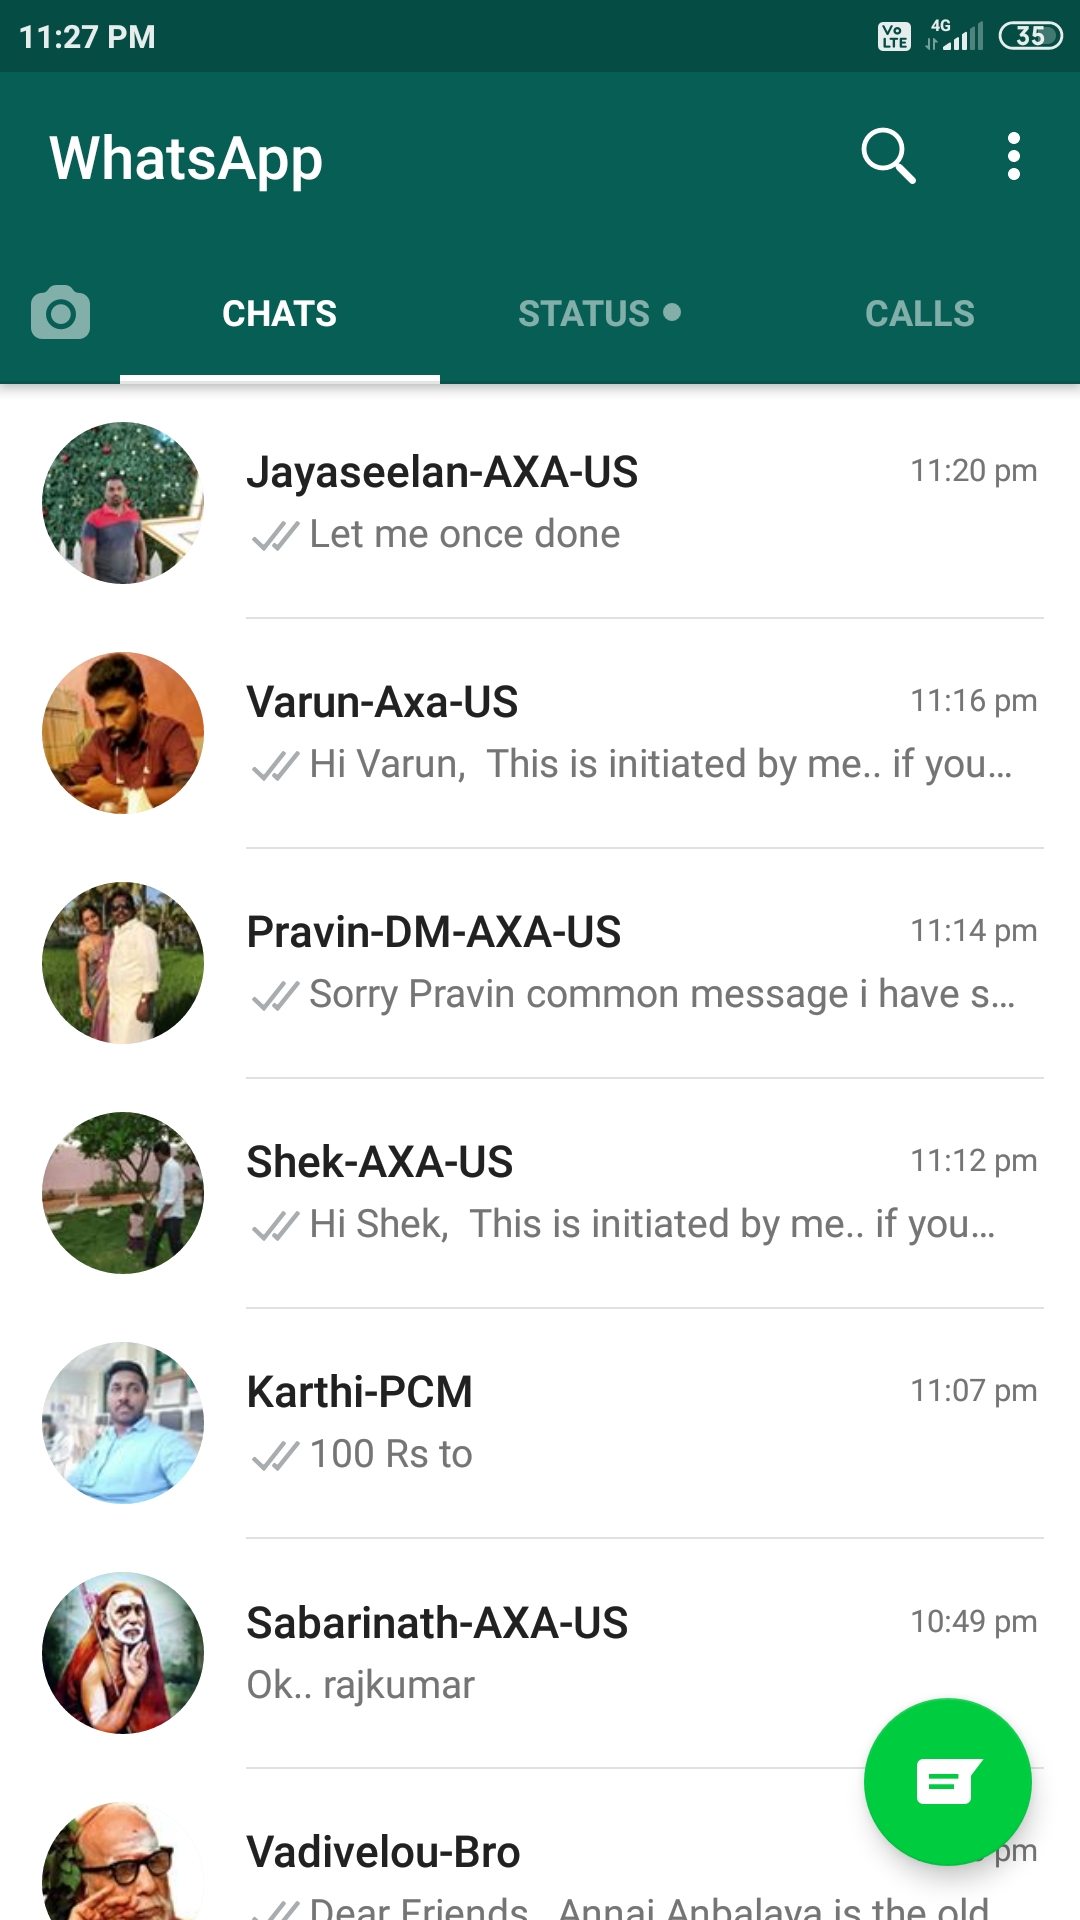 11:27 PM
Vo LTE 4G 35
WhatsApp
CHATS STATUS CALLS
Jayaseelan-AXA-US 11:20 pm
Let me once done
Varun-Axa-US 11:16 pm
Hi Varun,  This is initiated by me.. if you...
Pravin-DM-AXA-US 11:14 pm
Sorry Pravin common message i have s...
Shek-AXA-US 11:12 pm
Hi Shek,  This is initiated by me.. if you...
Karthi-PCM 11:07 pm
100 Rs to
Sabarinath-AXA-US 10:49 pm
Ok.. rajkumar
Vadivelou-Bro pm
Dear Friends,  Annai Anbalaya is the old